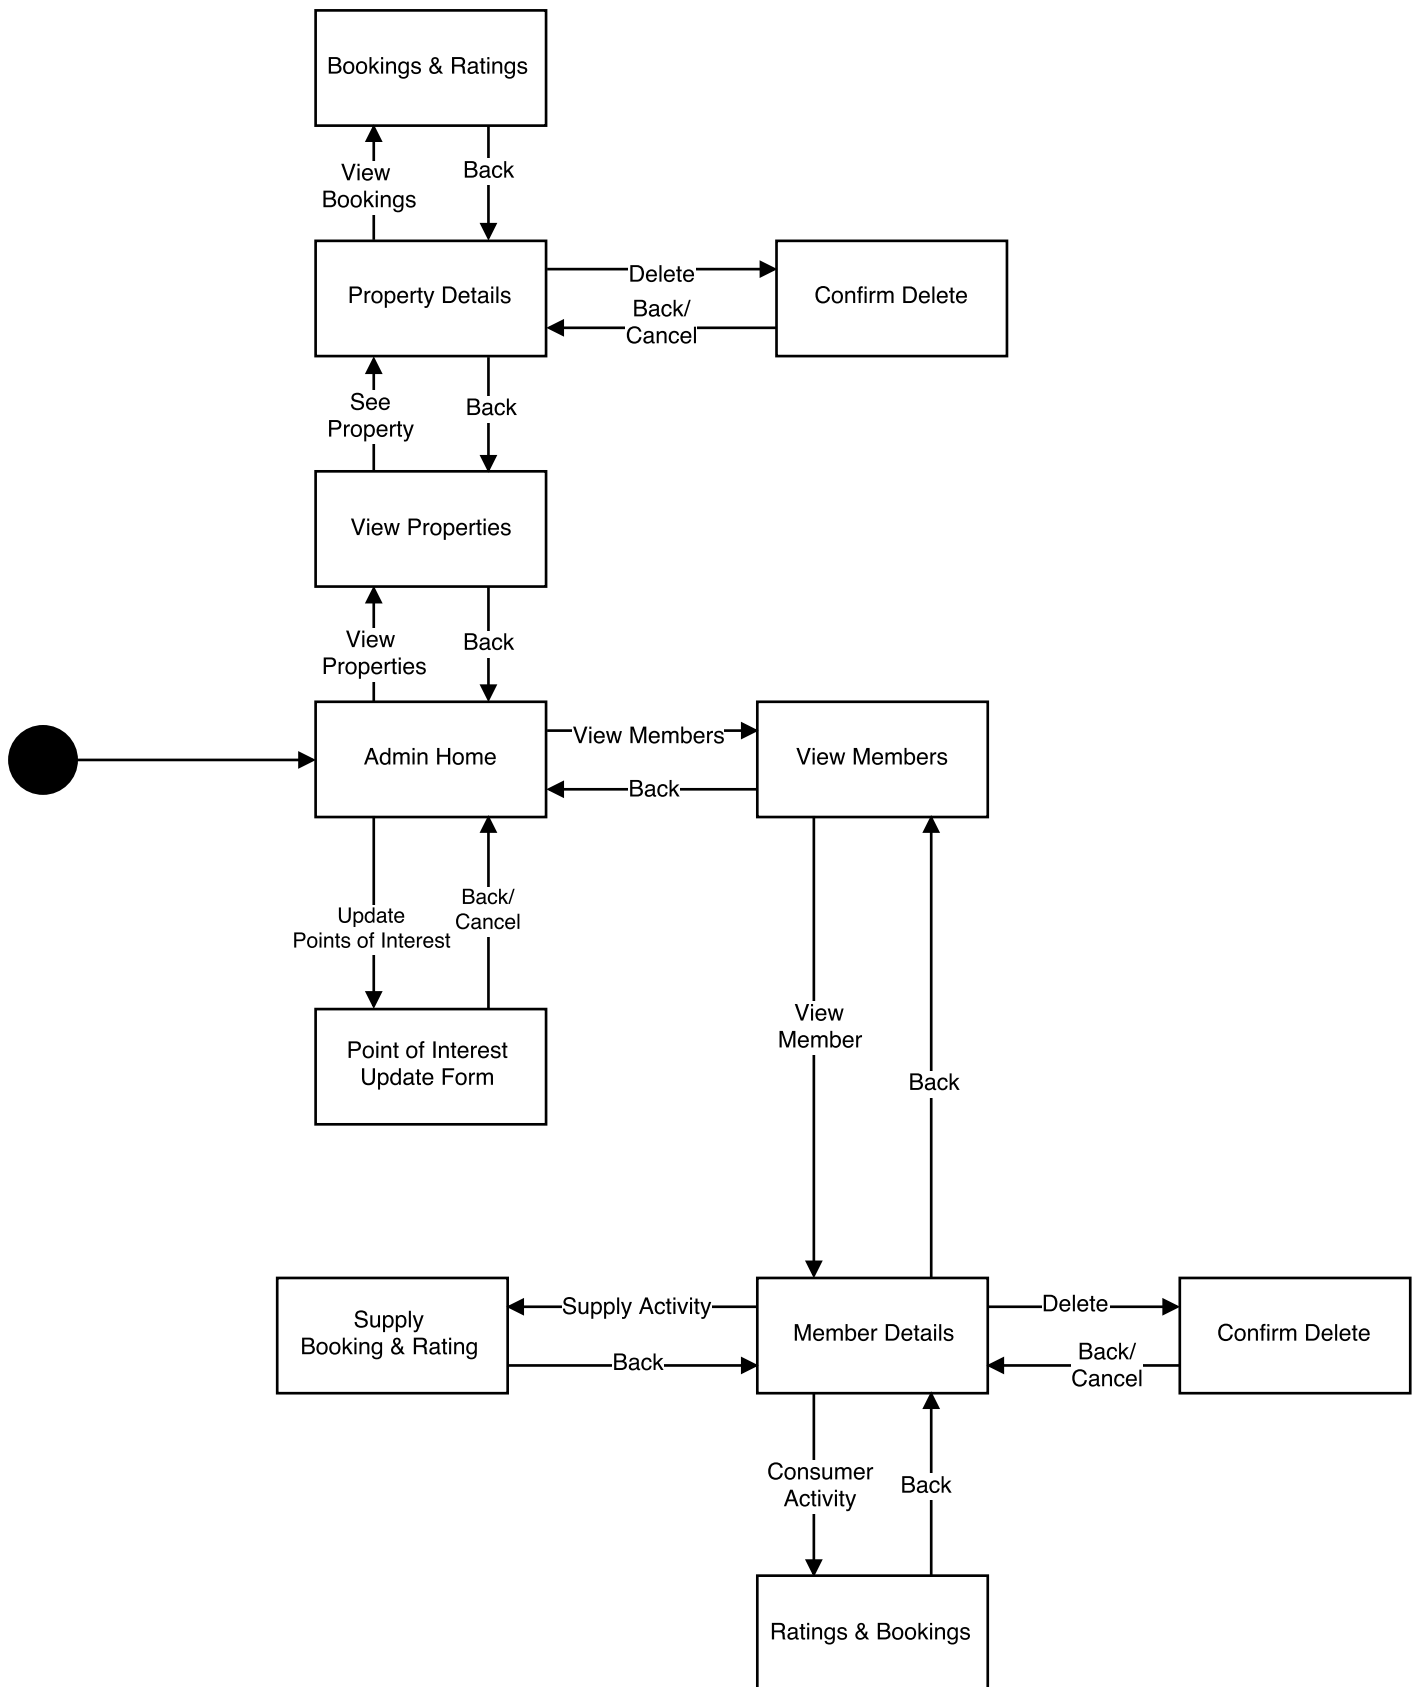 Bookings & Ratings
View
Bookings
Back
Property Details
Delete
Back/
Cancel
Confirm Delete
See
Property
Back
View Properties
View
Properties
Back
Admin Home
View Members
Back
View Members
Update
Points of Interest
Back/
Cancel
View
Member
Back
Point of Interest
Update Form
Supply
Booking & Rating
Supply Activity
Back
Member Details
Delete
Back/
Cancel
Confirm Delete
Consumer
Activity
Back
Ratings & Bookings